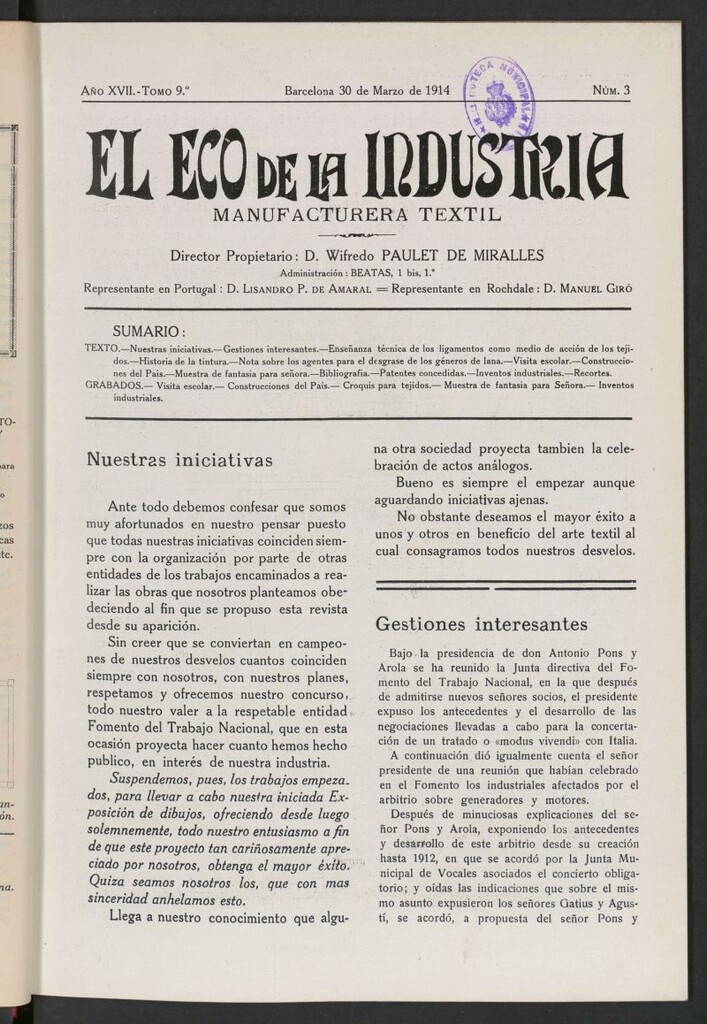 AÑO XVII.-TOMO 9.º
Barcelona 30 de Marzo de 1914
NÚM. 3
EL ECO DE LA INDUSTRIA
MANUFACTURERA TEXTIL
Director Propietario: D. Wifredo PAULET DE MIRALLES
Administración: BEATAS, 1 bis, 1.º
Representante en Portugal: D. LISANDRO P. DE AMARAL = Representante en Rochdale: D. MANUEL GIRÓ
SUMARIO:
TEXTO.—Nuestras iniciativas.—Gestiones interesantes.—Enseñanza técnica de los ligamentos como medio de acción de los teji-
dos.—Historia de la tintura.—Nota sobre los agentes para el desgrase de los géneros de lana.—Visita escolar.—Construccio-
nes del Pais.—Muestra de fantasia para señora.—Bibliografia.—Patentes concedidas.—Inventos industriales.—Recortes.
GRABADOS.— Visita escolar.— Construcciones del Pais.— Croquis para tejidos.— Muestra de fantasia para Señora.— Inventos
industriales.
Nuestras iniciativas
Ante todo debemos confesar que somos
muy afortunados en nuestro pensar puesto
que todas nuestras iniciativas coinciden siem-
pre con la organización por parte de otras
entidades de los trabajos encaminados a rea-
lizar las obras que nosotros planteamos obe-
deciendo al fin que se propuso esta revista
desde su aparición.
Sin creer que se conviertan en campeo-
nes de nuestros desvelos cuantos coinciden
siempre con nosotros, con nuestros planes,
respetamos y ofrecemos nuestro concurso,
todo nuestro valer a la respetable entidad
Fomento del Trabajo Nacional, que en esta
ocasión proyecta hacer cuanto hemos hecho
publico, en interés de nuestra industria.
Suspendemos, pues, los trabajos empeza-
dos, para llevar a cabo nuestra iniciada Ex-
posición de dibujos, ofreciendo desde luego
solemnemente, todo nuestro entusiasmo a fin
de que este proyecto tan cariñosamente apre-
ciado por nosotros, obtenga el mayor éxito.
Quiza seamos nosotros los, que con mas
sinceridad anhelamos esto.
Llega a nuestro conocimiento que algu-
na otra sociedad proyecta tambien la cele-
bración de actos análogos.
Bueno es siempre el empezar aunque
aguardando iniciativas ajenas.
No obstante deseamos el mayor éxito a
unos y otros en beneficio del arte textil al
cual consagramos todos nuestros desvelos.
Gestiones interesantes
Bajo la presidencia de don Antonio Pons y
Arola se ha reunido la Junta directiva del Fo-
mento del Trabajo Nacional, en la que después
de admitirse nuevos señores socios, el presidente
expuso los antecedentes y el desarrollo de las
negociaciones llevadas a cabo para la concerta-
ción de un tratado o «modus vivendi» con Italia.
A continuación dió igualmente cuenta el señor
presidente de una reunión que habían celebrado
en el Fomento los industriales afectados por el
arbitrio sobre generadores y motores.
Después de minuciosas explicaciones del se-
ñor Pons y Arola, exponiendo los antecedentes
y desarrollo de este arbitrio desde su creación
hasta 1912, en que se acordó por la Junta Mu-
nicipal de Vocales asociados el concierto obliga-
torio; y oídas las indicaciones que sobre el mis-
mo asunto expusieron los señores Gatius y Agus-
tí, se acordó, a propuesta del señor Pons y